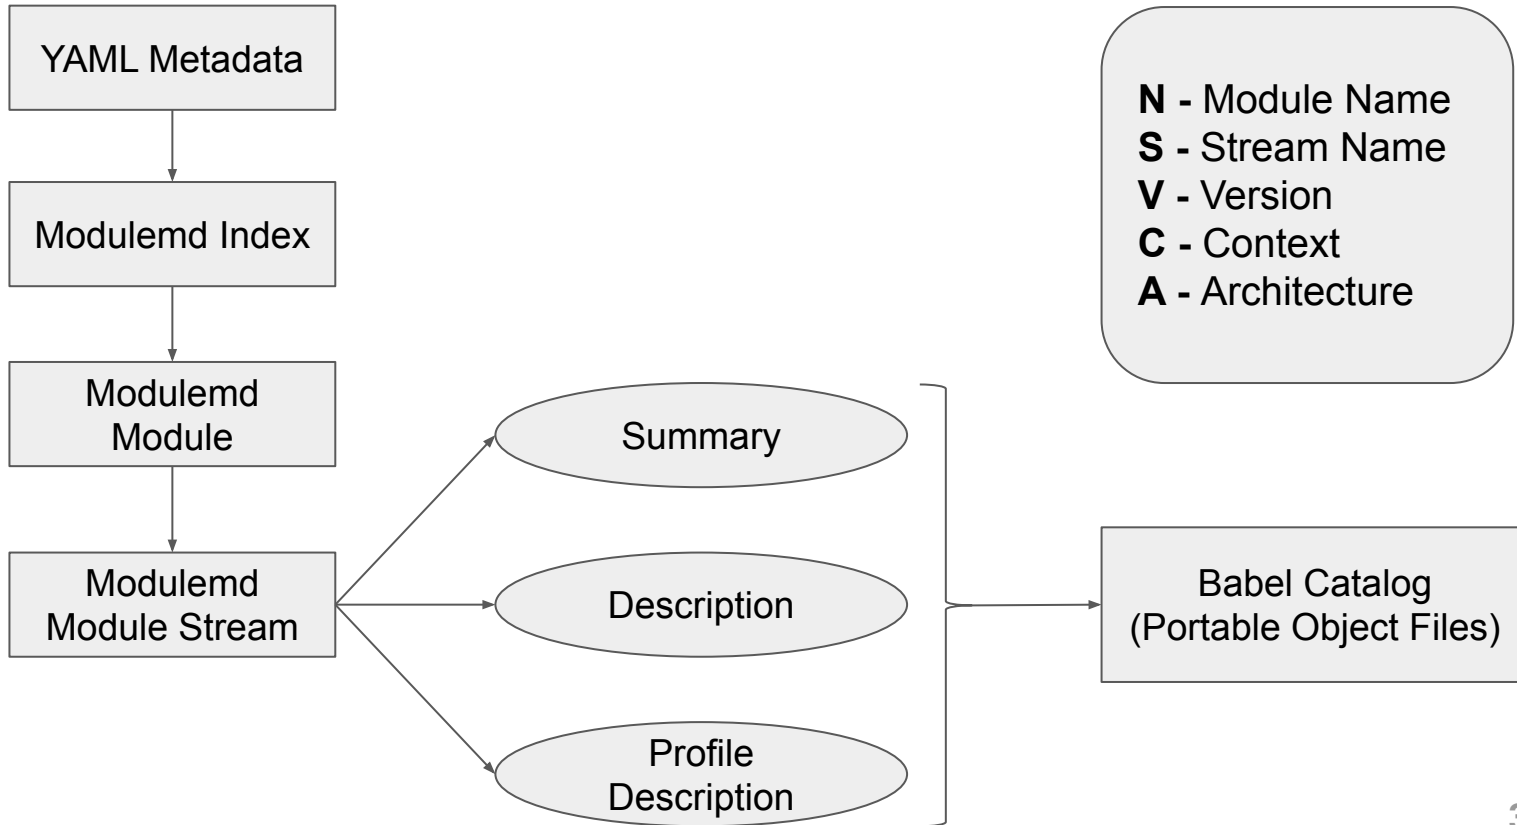 YAML Metadata
Modulemd Index
Modulemd
Module
Modulemd
Module Stream
Summary
Description
Profile
Description
N - Module Name
S - Stream Name
V - Version
C - Context
A - Architecture
Babel Catalog
(Portable Object Files)